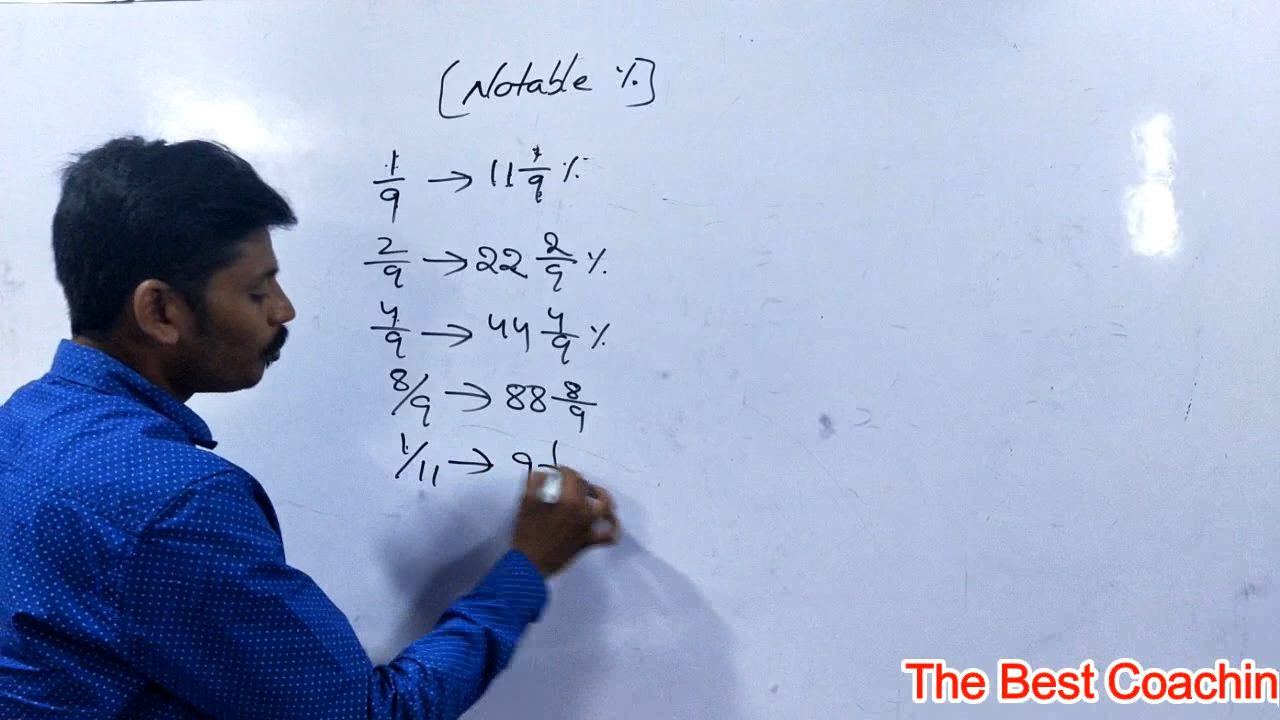 [Notable %]
1/9 → 11 1/9 %
2/9 → 22 2/9 %
4/9 → 44 4/9 %
8/9 → 88 8/9
1/11 → 9 1
The Best Coachin